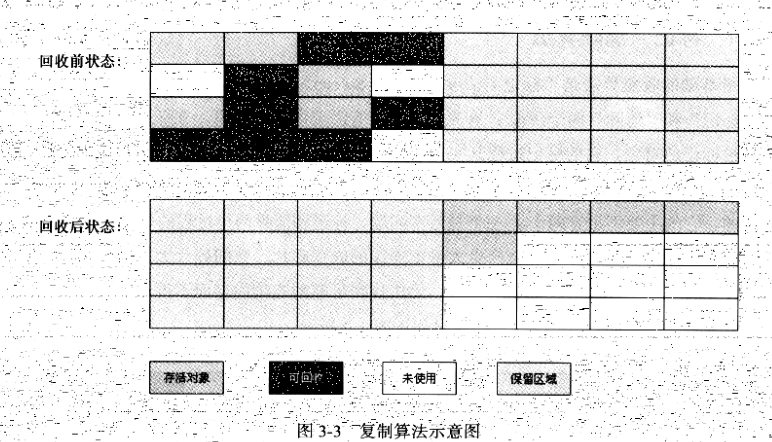 回收前状态：
回收后状态：
存活对象
可回收
未使用
保留区域
图 3-3 复制算法示意图